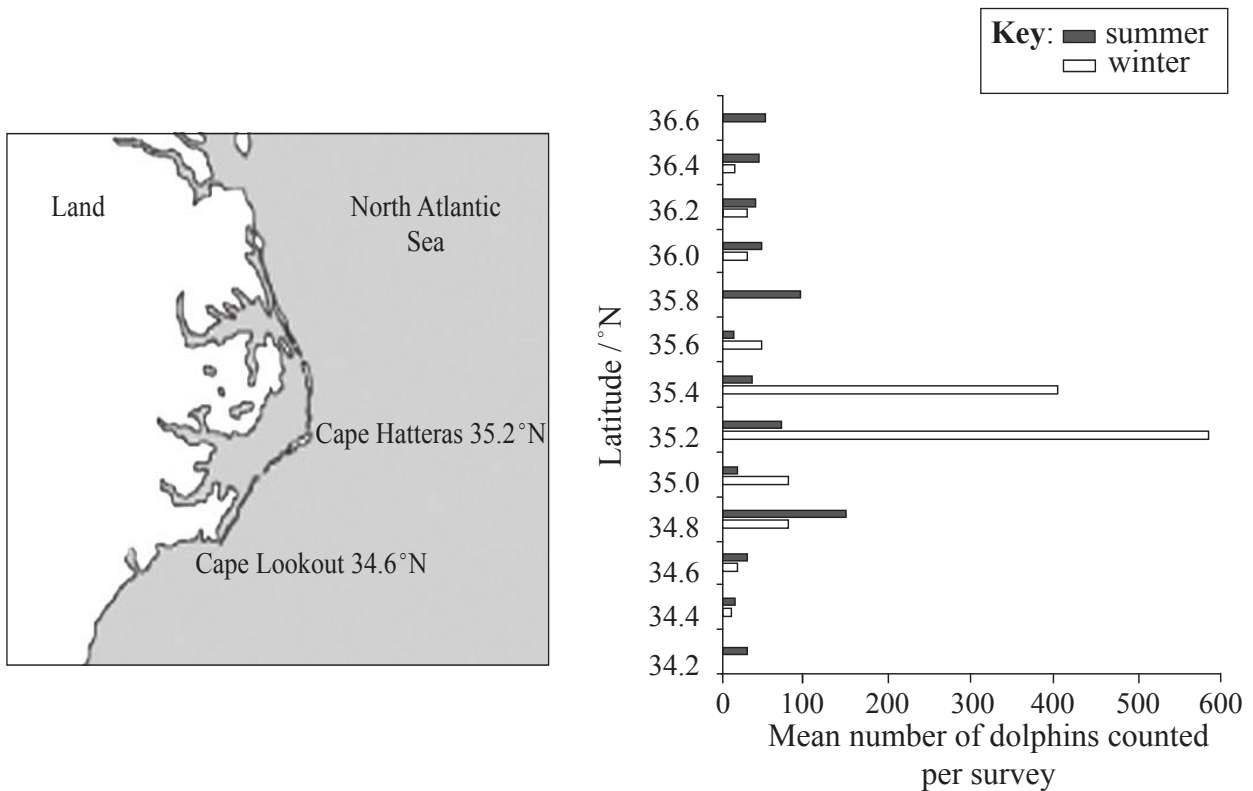 Key: summer
winter
Land
North Atlantic
Sea
Cape Hatteras 35.2°N
Cape Lookout 34.6°N
Latitude / °N
36.6
36.4
36.2
36.0
35.8
35.6
35.4
35.2
35.0
34.8
34.6
34.4
34.2
0 100 200 300 400 500 600
Mean number of dolphins counted
per survey